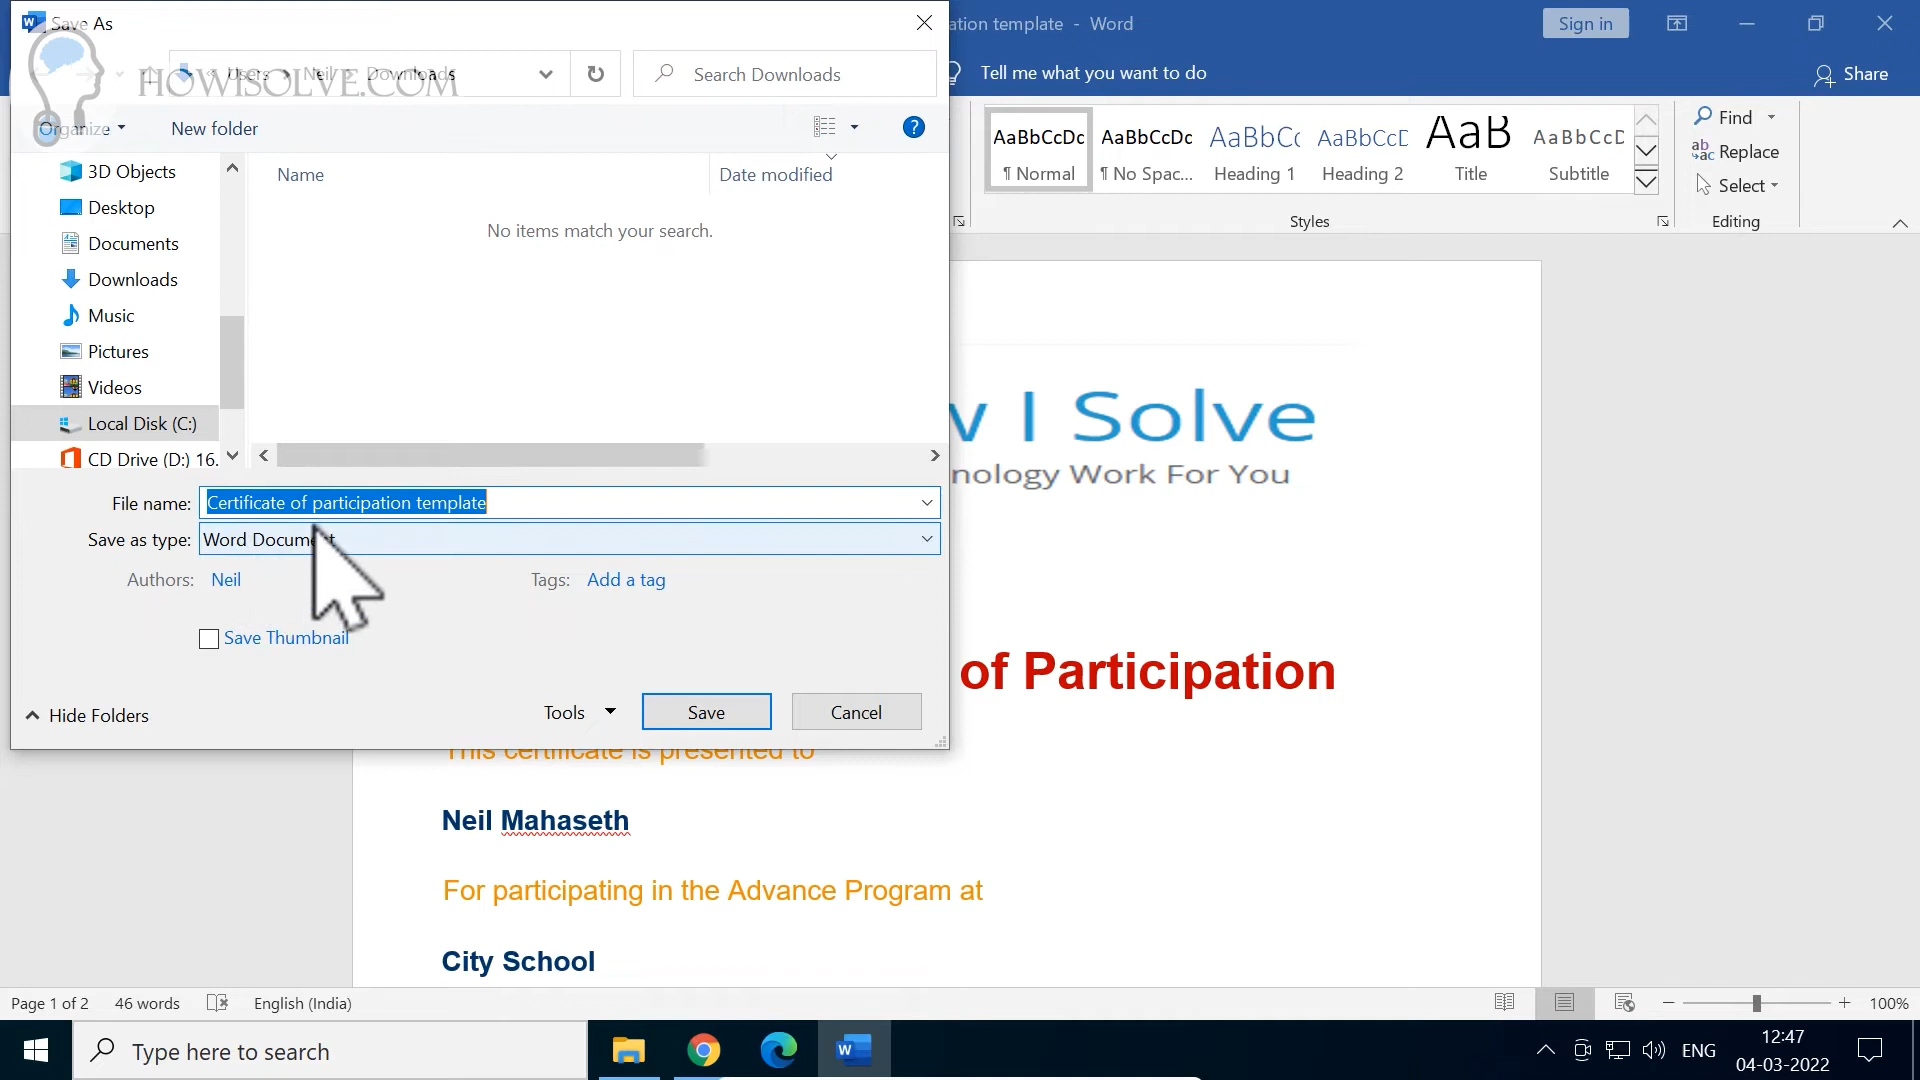 Save As
ation template - Word
Sign in
« Users › Neil › Downloads
HOWISOLVE.COM
Search Downloads
Tell me what you want to do
Share
Organize
New folder
?
AaBbCcDc
AaBbCcDc
AaBbCc
AaBbCcD
AaB
AaBbCcD
¶ Normal
¶ No Spac...
Heading 1
Heading 2
Title
Subtitle
Styles
Find
Replace
Select
Editing
3D Objects
Desktop
Documents
Downloads
Music
Pictures
Videos
Local Disk (C:)
CD Drive (D:) 16.
Name
Date modified
No items match your search.
File name:
Certificate of participation template
Save as type:
Word Document
Authors:
Neil
Tags:
Add a tag
Save Thumbnail
Hide Folders
Tools
Save
Cancel
w I Solve
nology Work For You
of Participation
This certificate is presented to
Neil Mahaseth
For participating in the Advance Program at
City School
Page 1 of 2
46 words
English (India)
100%
Type here to search
ENG
12:47
04-03-2022